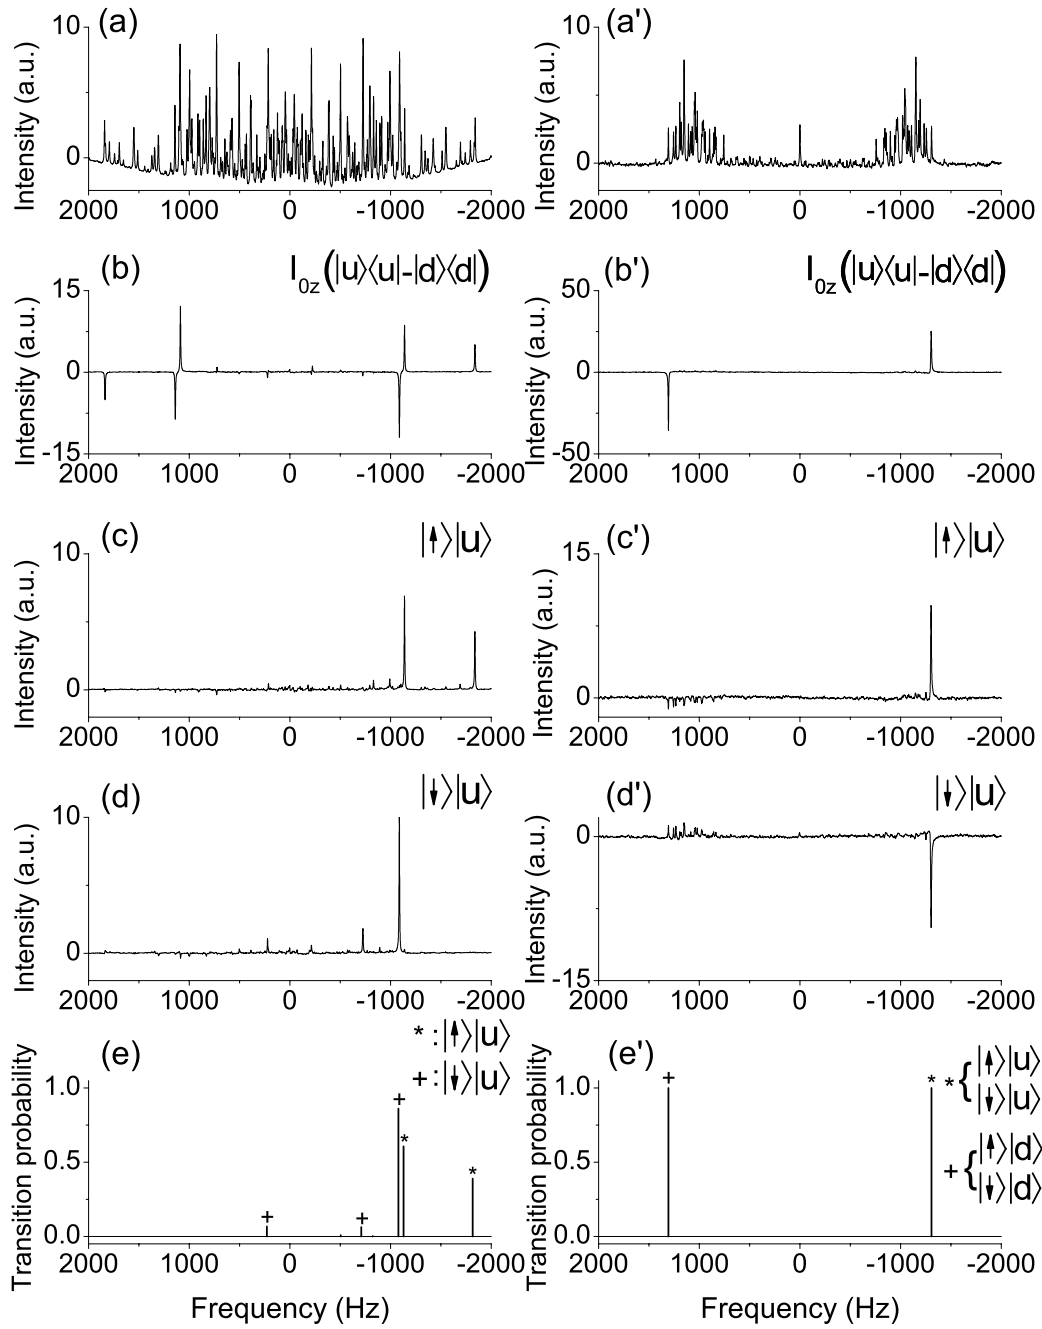 (a)
10
0
Intensity (a.u.)
2000 1000 0 -1000 -2000
(a')
10
0
Intensity (a.u.)
2000 1000 0 -1000 -2000
(b)
I0z(|u⟩⟨u|-|d⟩⟨d|)
15
0
-15
Intensity (a.u.)
2000 1000 0 -1000 -2000
(b')
I0z(|u⟩⟨u|-|d⟩⟨d|)
50
0
-50
Intensity (a.u.)
2000 1000 0 -1000 -2000
(c)
|↑⟩|u⟩
10
0
Intensity (a.u.)
2000 1000 0 -1000 -2000
(c')
|↑⟩|u⟩
15
0
Intensity (a.u.)
2000 1000 0 -1000 -2000
(d)
|↓⟩|u⟩
10
0
Intensity (a.u.)
2000 1000 0 -1000 -2000
(d')
|↓⟩|u⟩
0
-15
Intensity (a.u.)
2000 1000 0 -1000 -2000
(e)
* :|↑⟩|u⟩
+ :|↓⟩|u⟩
1.0
0.5
0.0
Transition probability
+ + + * *
2000 1000 0 -1000 -2000
Frequency (Hz)
(e')
* { |↑⟩|u⟩
|↓⟩|u⟩
+ { |↑⟩|d⟩
|↓⟩|d⟩
1.0
0.5
0.0
Transition probability
+ *
2000 1000 0 -1000 -2000
Frequency (Hz)